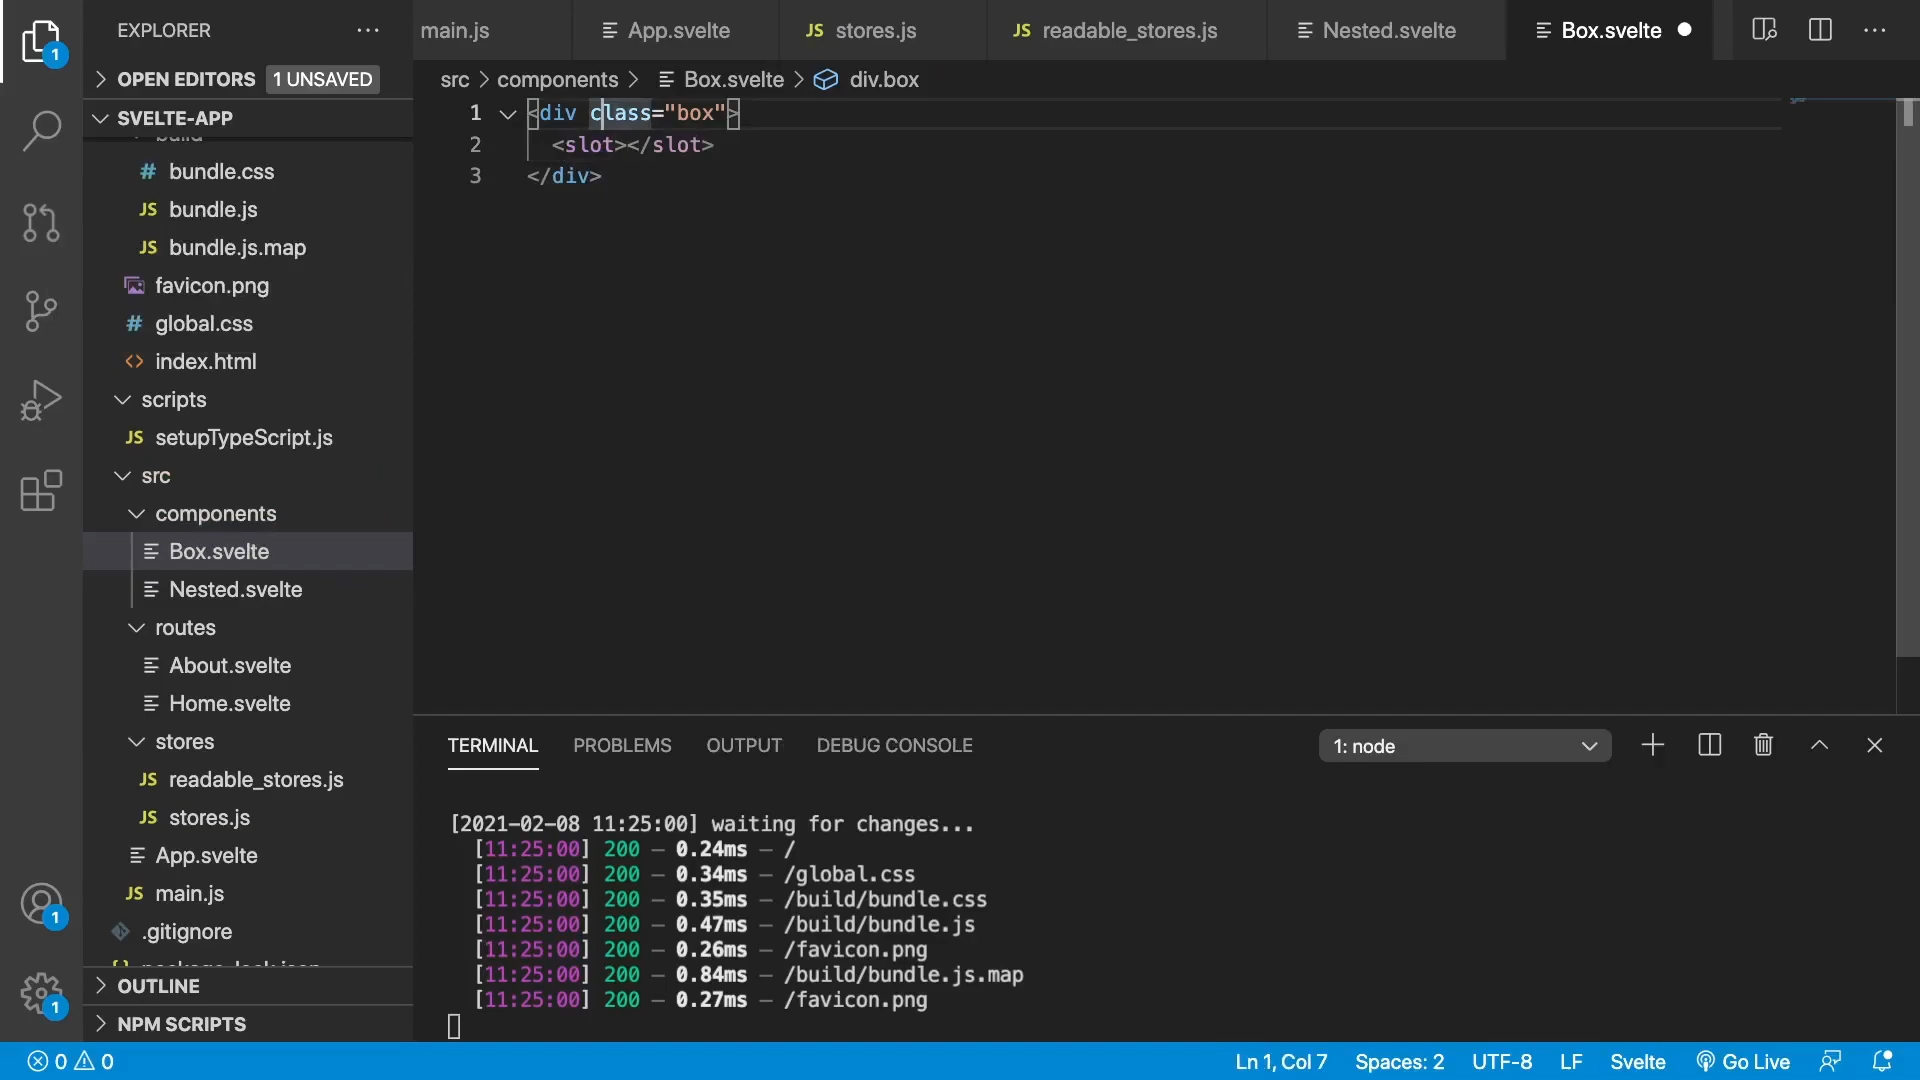 EXPLORER
OPEN EDITORS 1 UNSAVED
SVELTE-APP
build
bundle.css
JS bundle.js
JS bundle.js.map
favicon.png
global.css
index.html
scripts
JS setupTypeScript.js
src
components
Box.svelte
Nested.svelte
routes
About.svelte
Home.svelte
stores
JS readable_stores.js
JS stores.js
App.svelte
JS main.js
.gitignore
package-lock.json
OUTLINE
NPM SCRIPTS
1
1
1
main.js
App.svelte
JS stores.js
JS readable_stores.js
Nested.svelte
Box.svelte
src > components > Box.svelte > div.box
1 <div class="box">
2 <slot></slot>
3 </div>
TERMINAL PROBLEMS OUTPUT DEBUG CONSOLE
1: node
[2021-02-08 11:25:00] waiting for changes...
[11:25:00] 200 — 0.24ms — /
[11:25:00] 200 — 0.34ms — /global.css
[11:25:00] 200 — 0.35ms — /build/bundle.css
[11:25:00] 200 — 0.47ms — /build/bundle.js
[11:25:00] 200 — 0.26ms — /favicon.png
[11:25:00] 200 — 0.84ms — /build/bundle.js.map
[11:25:00] 200 — 0.27ms — /favicon.png
0 0
Ln 1, Col 7
Spaces: 2
UTF-8
LF
Svelte
Go Live